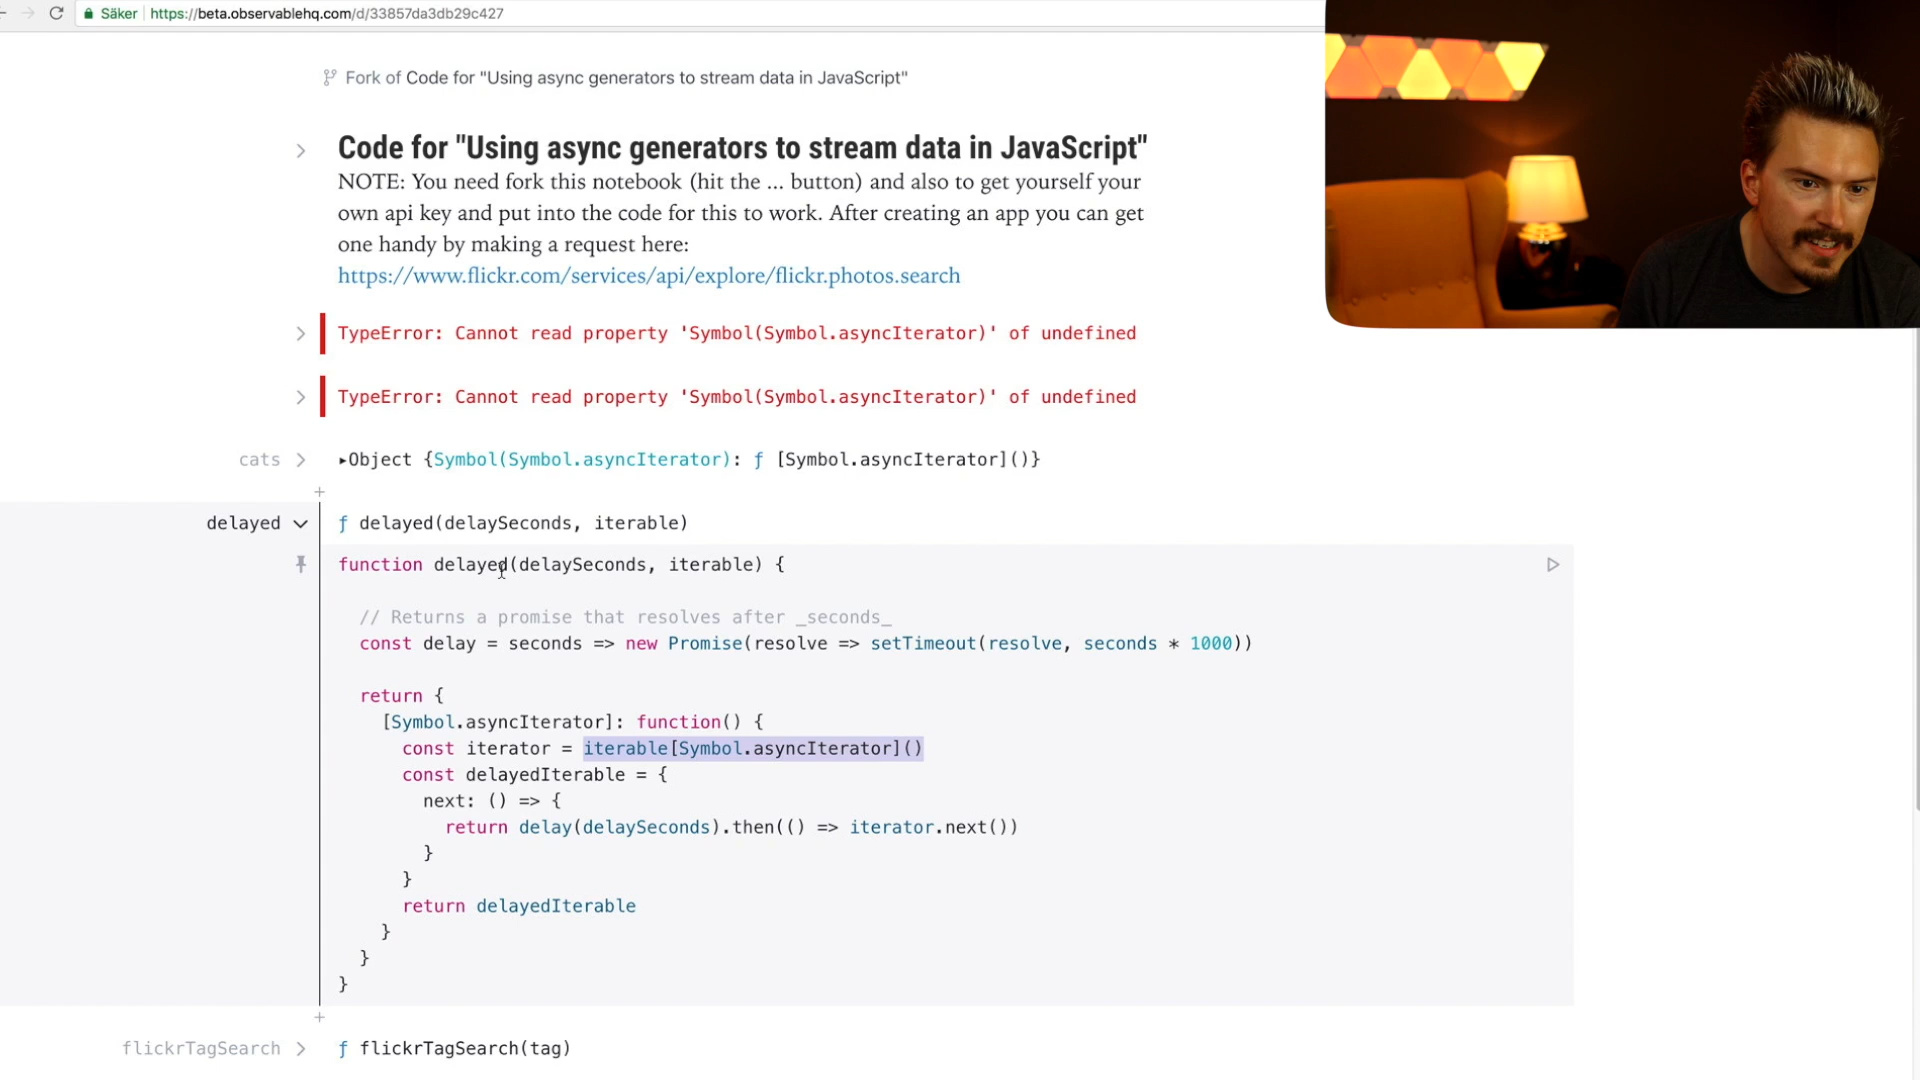 Säker https://beta.observablehq.com/d/33857da3db29c427
Fork of Code for "Using async generators to stream data in JavaScript"
Code for "Using async generators to stream data in JavaScript"
NOTE: You need fork this notebook (hit the ... button) and also to get yourself your
own api key and put into the code for this to work. After creating an app you can get
one handy by making a request here:
https://www.flickr.com/services/api/explore/flickr.photos.search
TypeError: Cannot read property 'Symbol(Symbol.asyncIterator)' of undefined
TypeError: Cannot read property 'Symbol(Symbol.asyncIterator)' of undefined
cats ▸Object {Symbol(Symbol.asyncIterator): ƒ [Symbol.asyncIterator]()}
delayed ƒ delayed(delaySeconds, iterable)
function delayed(delaySeconds, iterable) {
// Returns a promise that resolves after _seconds_
const delay = seconds => new Promise(resolve => setTimeout(resolve, seconds * 1000))
return {
[Symbol.asyncIterator]: function() {
const iterator = iterable[Symbol.asyncIterator]()
const delayedIterable = {
next: () => {
return delay(delaySeconds).then(() => iterator.next())
}
}
return delayedIterable
}
}
}
flickrTagSearch ƒ flickrTagSearch(tag)